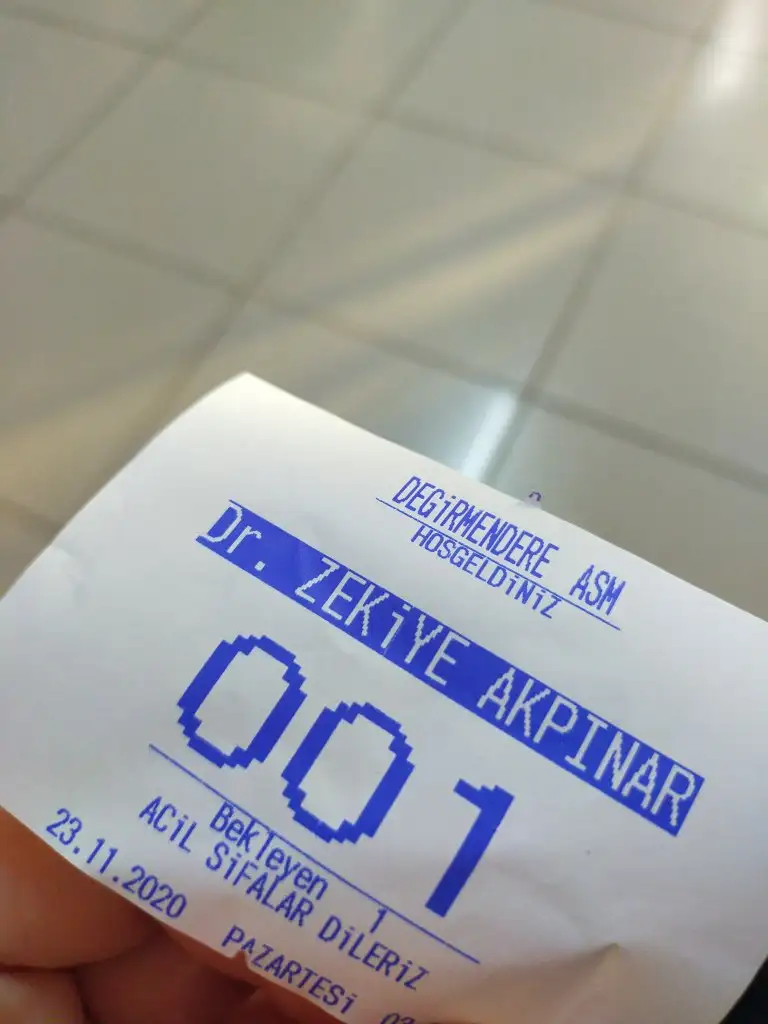 DEGiRMENDERE ASM
HOSGELDiNiZ
Dr. ZEKiYE AKPINAR
001
Bekleyen 1
ACiL SiFALAR DiLERiZ
23.11.2020 PAZARTESi